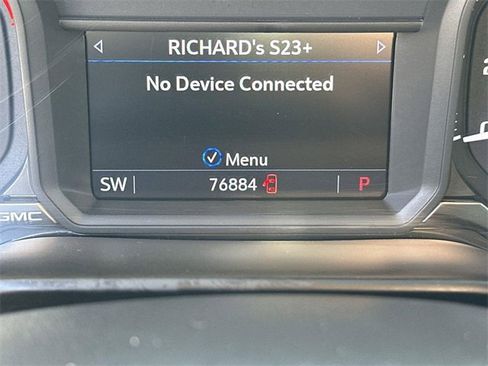 RICHARD's S23+
No Device Connected
Menu
SW 76884 P
GMC